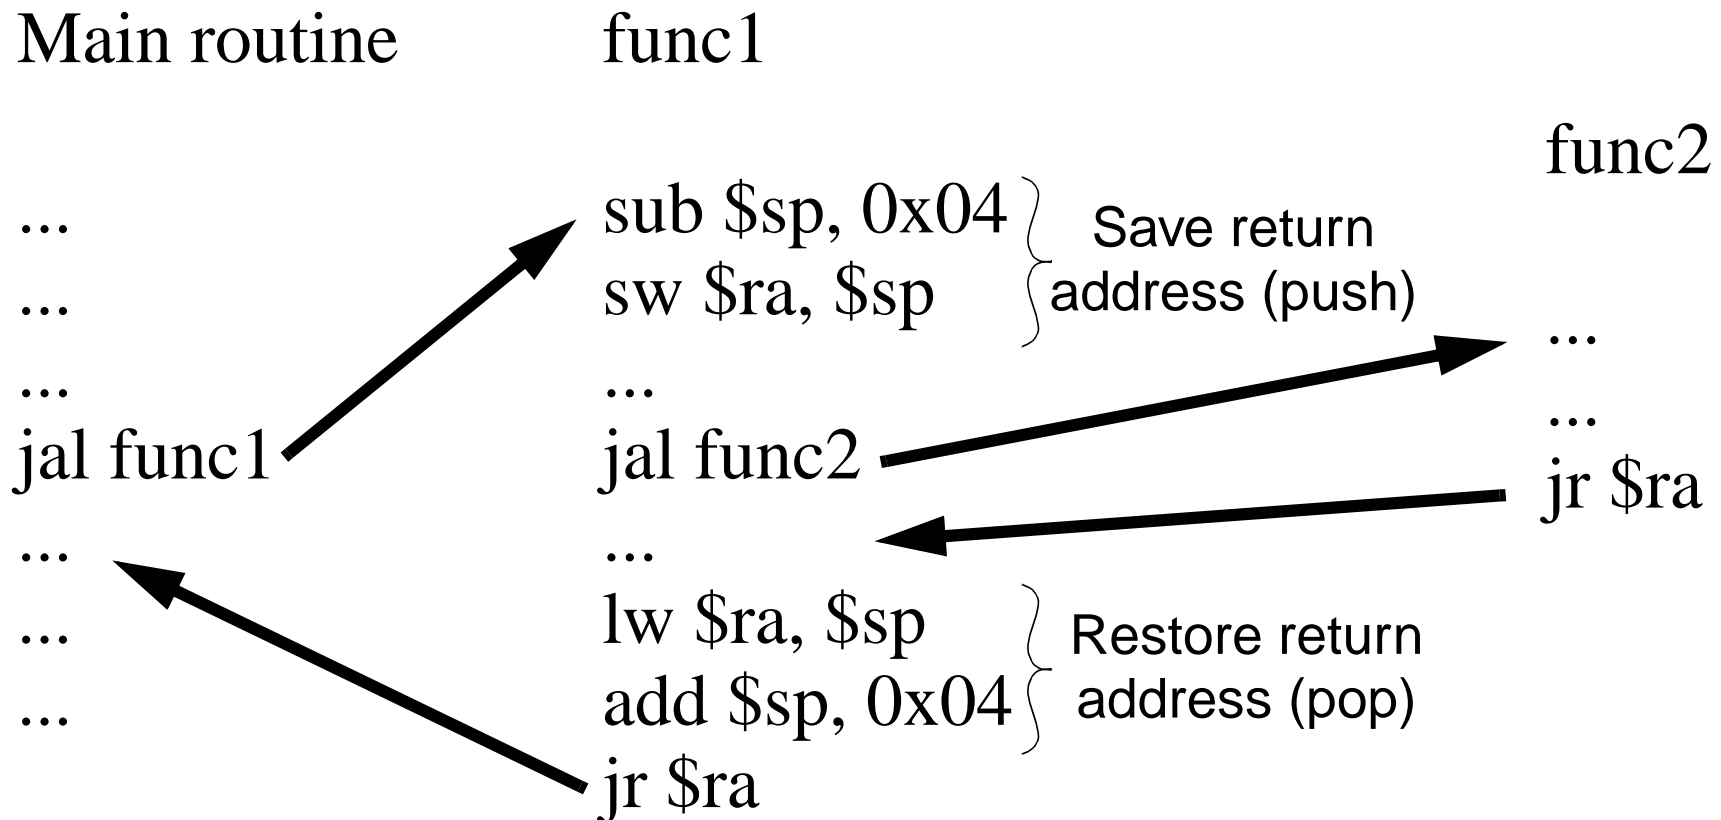 Main routine
...
...
...
jal func1
...
...
...
func1
sub $sp, 0x04
sw $ra, $sp
...
jal func2
...
lw $ra, $sp
add $sp, 0x04
jr $ra
Save return
address (push)
Restore return
address (pop)
func2
...
...
jr $ra